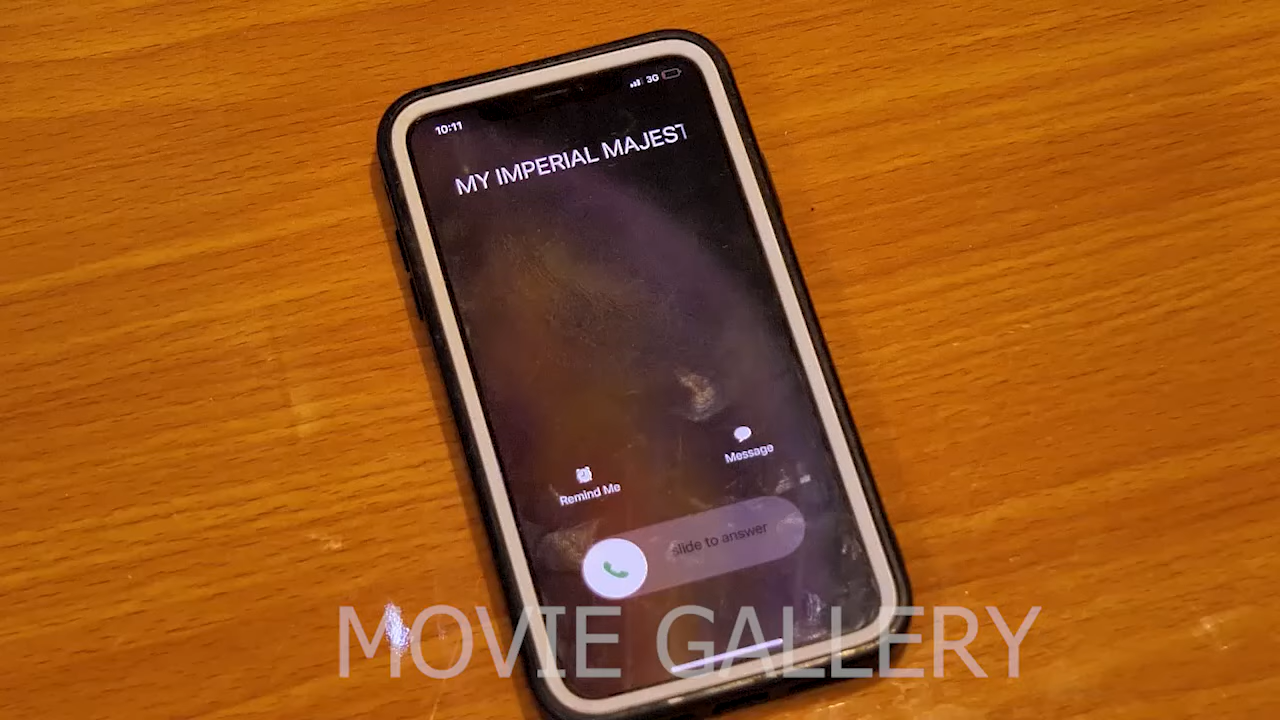 10:11
3G
MY IMPERIAL MAJEST
Message
Remind Me
slide to answer
MOVIE GALLERY